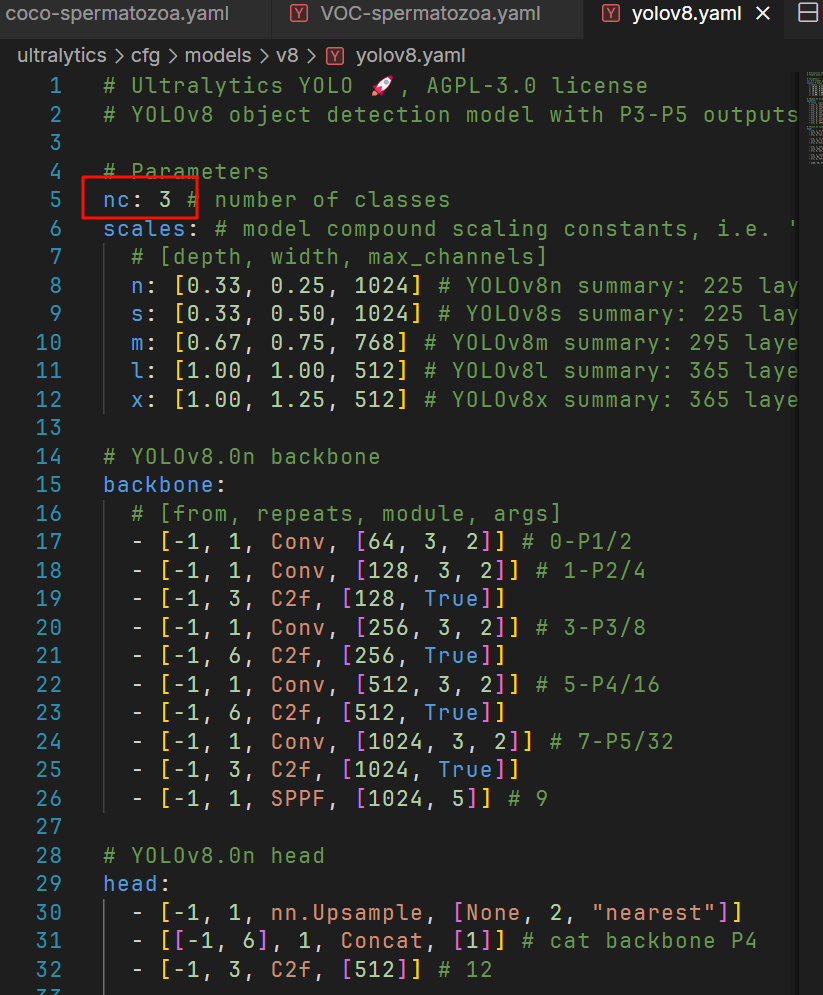 coco-spermatozoa.yaml VOC-spermatozoa.yaml yolov8.yaml
ultralytics > cfg > models > v8 > yolov8.yaml
1 # Ultralytics YOLO 🚀, AGPL-3.0 license
2 # YOLOv8 object detection model with P3-P5 outputs
3
4 # Parameters
5 nc: 3 # number of classes
6 scales: # model compound scaling constants, i.e. '
7 # [depth, width, max_channels]
8 n: [0.33, 0.25, 1024] # YOLOv8n summary: 225 lay
9 s: [0.33, 0.50, 1024] # YOLOv8s summary: 225 lay
10 m: [0.67, 0.75, 768] # YOLOv8m summary: 295 laye
11 l: [1.00, 1.00, 512] # YOLOv8l summary: 365 laye
12 x: [1.00, 1.25, 512] # YOLOv8x summary: 365 laye
13
14 # YOLOv8.0n backbone
15 backbone:
16 # [from, repeats, module, args]
17 - [-1, 1, Conv, [64, 3, 2]] # 0-P1/2
18 - [-1, 1, Conv, [128, 3, 2]] # 1-P2/4
19 - [-1, 3, C2f, [128, True]]
20 - [-1, 1, Conv, [256, 3, 2]] # 3-P3/8
21 - [-1, 6, C2f, [256, True]]
22 - [-1, 1, Conv, [512, 3, 2]] # 5-P4/16
23 - [-1, 6, C2f, [512, True]]
24 - [-1, 1, Conv, [1024, 3, 2]] # 7-P5/32
25 - [-1, 3, C2f, [1024, True]]
26 - [-1, 1, SPPF, [1024, 5]] # 9
27
28 # YOLOv8.0n head
29 head:
30 - [-1, 1, nn.Upsample, [None, 2, "nearest"]]
31 - [[-1, 6], 1, Concat, [1]] # cat backbone P4
32 - [-1, 3, C2f, [512]] # 12